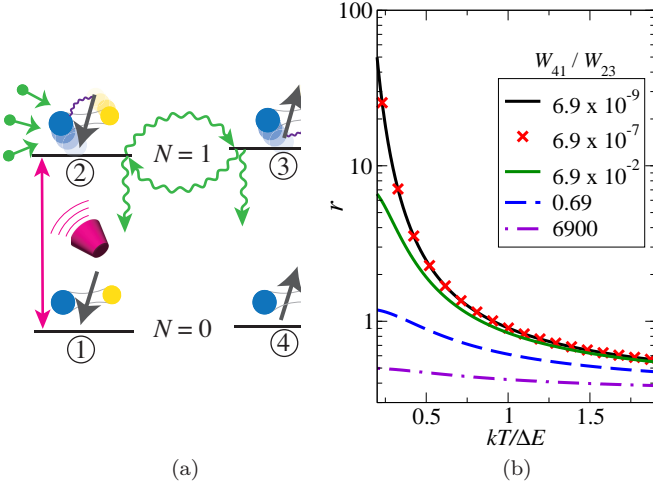 ②
N = 1
③
①
N = 0
④
(a)
100
10
1
r
W₄₁ / W₂₃
6.9 x 10⁻⁹
6.9 x 10⁻⁷
6.9 x 10⁻²
0.69
6900
0.5
1
1.5
kT/ΔE
(b)